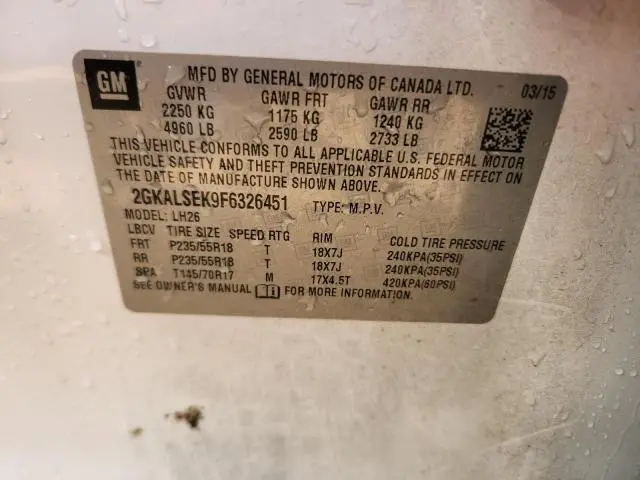 GM MFD BY GENERAL MOTORS OF CANADA LTD. 03/15
GVWR GAWR FRT GAWR RR
2250 KG 1175 KG 1240 KG
4960 LB 2590 LB 2733 LB
THIS VEHICLE CONFORMS TO ALL APPLICABLE U.S. FEDERAL MOTOR
VEHICLE SAFETY AND THEFT PREVENTION STANDARDS IN EFFECT ON
THE DATE OF MANUFACTURE SHOWN ABOVE.
2GKALSEK9F6326451 TYPE: M.P.V.
MODEL: LH26
LBCV TIRE SIZE SPEED RTG RIM COLD TIRE PRESSURE
FRT P235/55R18 T 18X7J 240KPA(35PSI)
RR P235/55R18 T 18X7J 240KPA(35PSI)
SPA T145/70R17 M 17X4.5T 420KPA(60PSI)
SEE OWNER'S MANUAL FOR MORE INFORMATION.